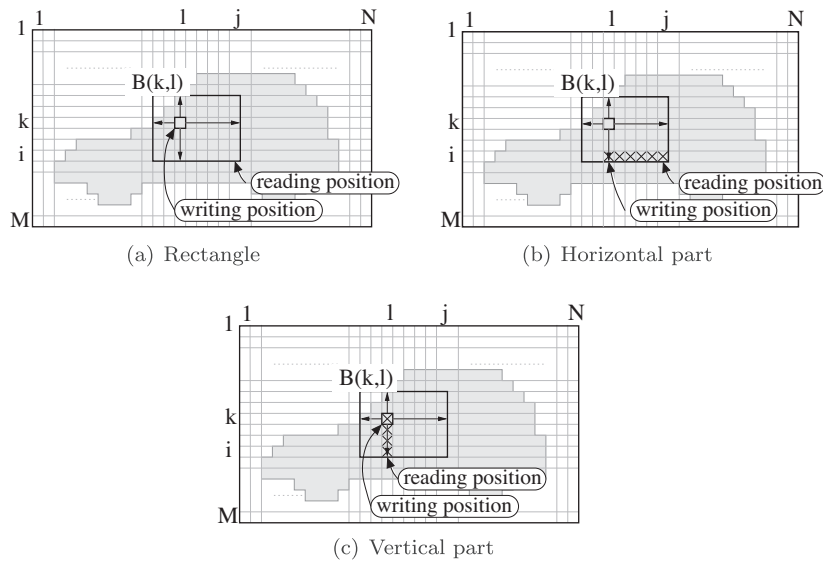 1 l j N
1
B(k,l)
k
i
reading position
writing position
M
(a) Rectangle
1 l j N
1
B(k,l)
k
i
reading position
writing position
M
(b) Horizontal part
1 l j N
1
B(k,l)
k
i
reading position
writing position
M
(c) Vertical part